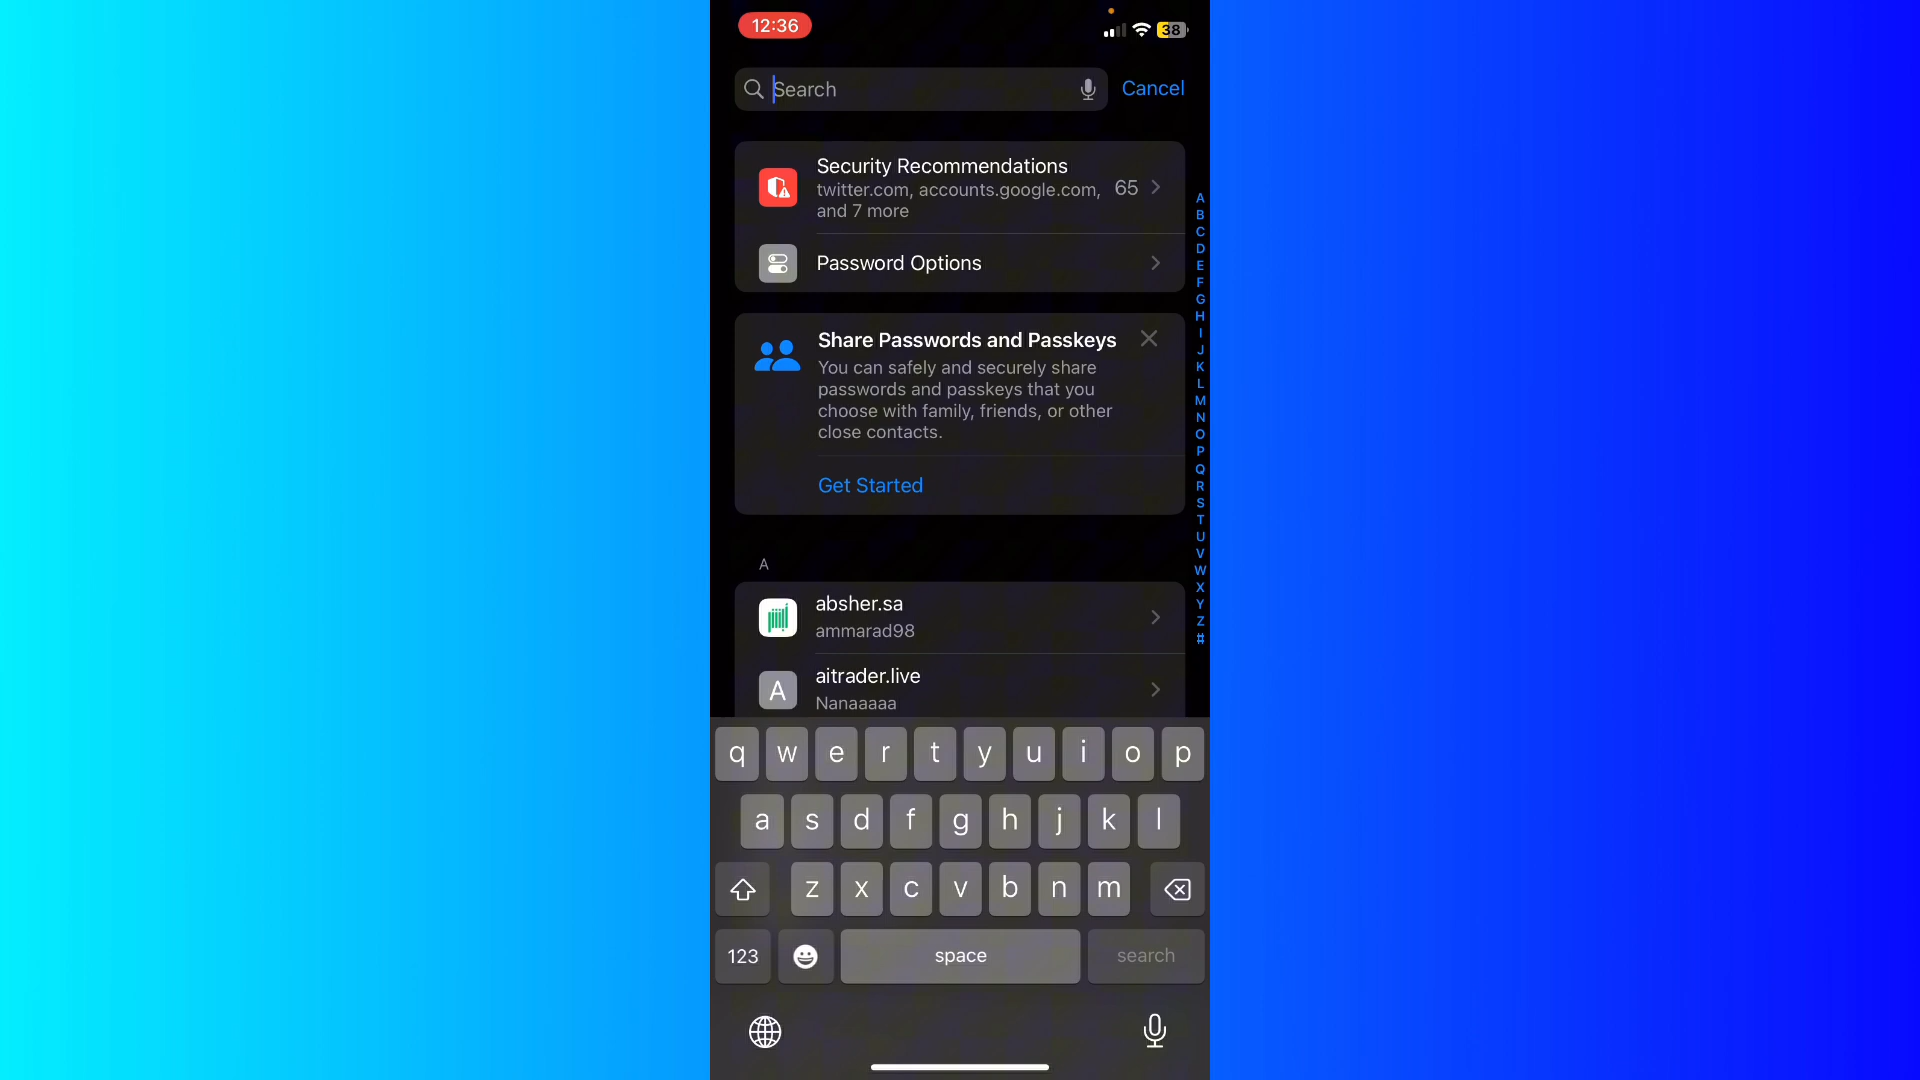 12:36
38
Search
Cancel
Security Recommendations
twitter.com, accounts.google.com,
and 7 more
65
Password Options
Share Passwords and Passkeys
You can safely and securely share
passwords and passkeys that you
choose with family, friends, or other
close contacts.
Get Started
A
absher.sa
ammarad98
A
aitrader.live
Nanaaaaa
A
B
C
D
E
F
G
H
I
J
K
L
M
N
O
P
Q
R
S
T
U
V
W
X
Y
Z
#
q w e r t y u i o p
a s d f g h j k l
z x c v b n m
123 space search